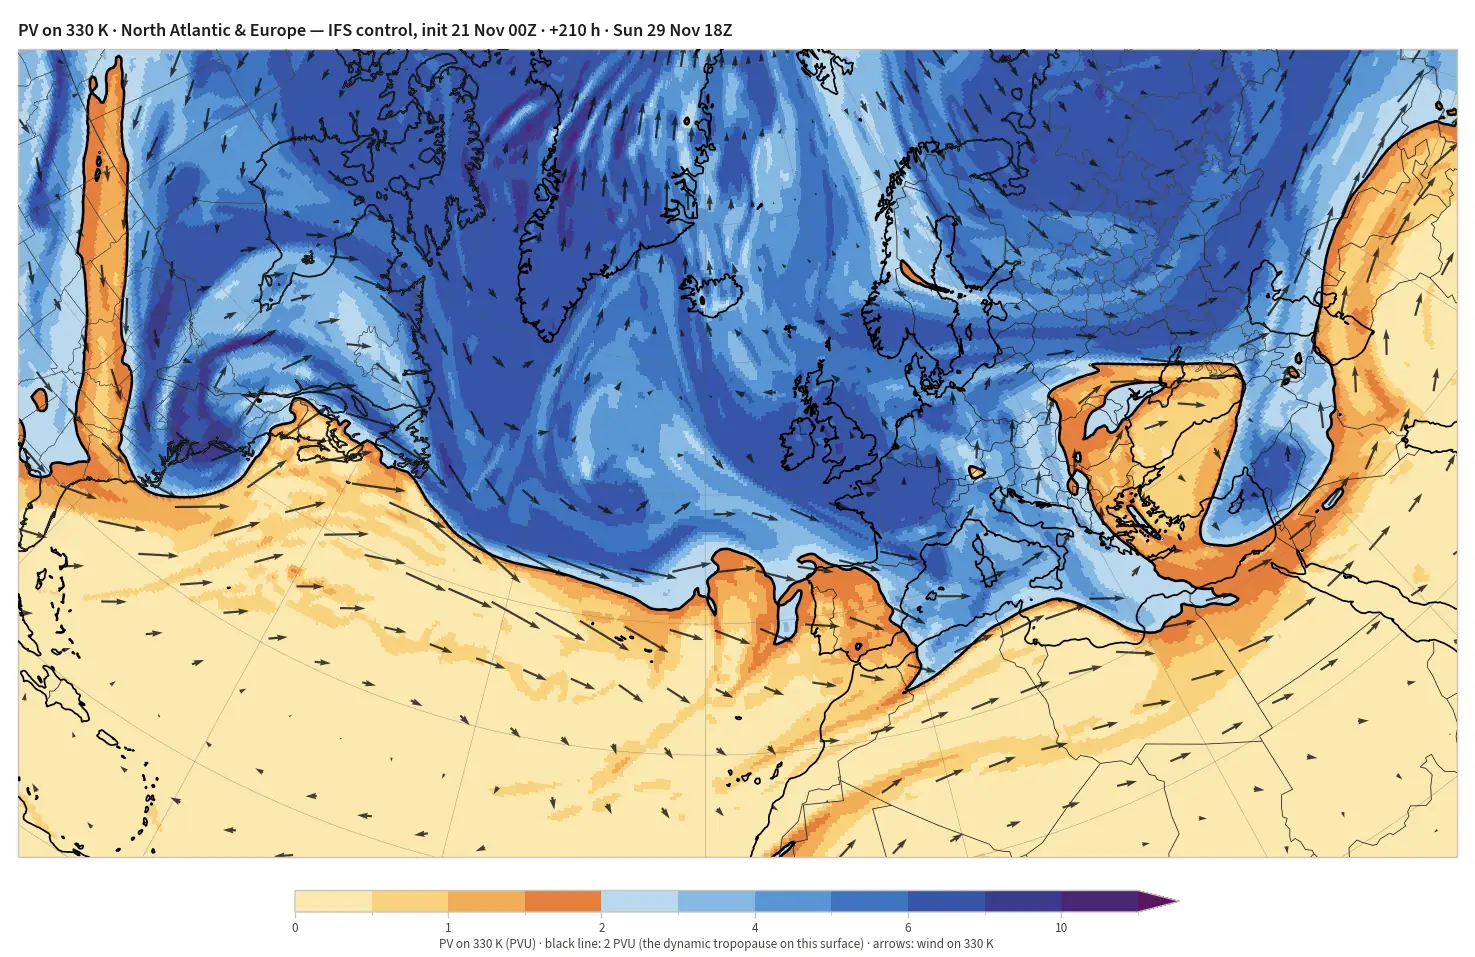 PV on 330 K · North Atlantic & Europe — IFS control, init 21 Nov 00Z · +210 h · Sun 29 Nov 18Z
0 1 2 4 6 10
PV on 330 K (PVU) · black line: 2 PVU (the dynamic tropopause on this surface) · arrows: wind on 330 K